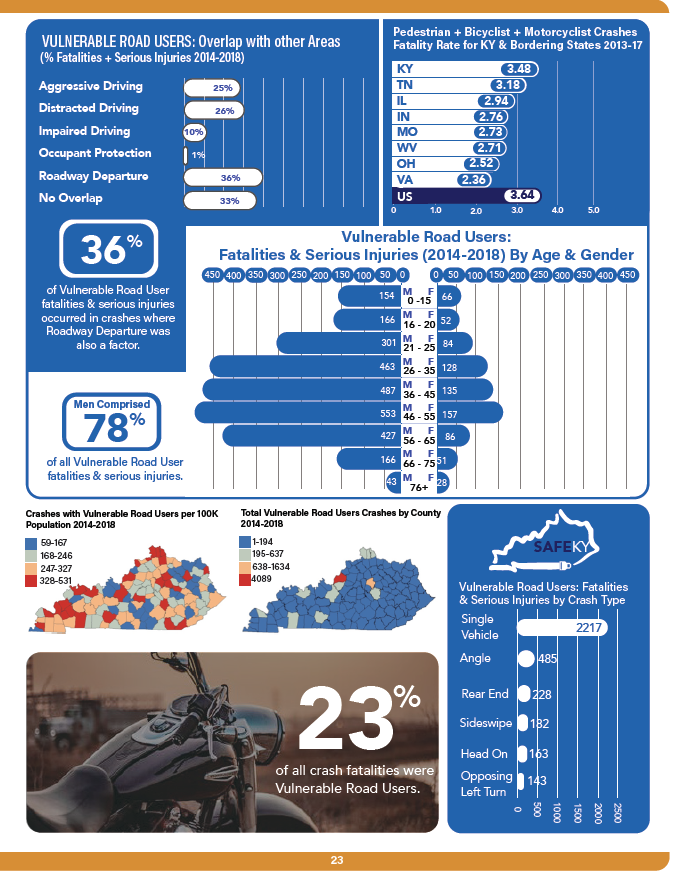 VULNERABLE ROAD USERS: Overlap with other Areas
(% Fatalities + Serious Injuries 2014-2018)
Aggressive Driving 25%
Distracted Driving 26%
Impaired Driving 10%
Occupant Protection 1%
Roadway Departure 36%
No Overlap 33%
Pedestrian + Bicyclist + Motorcyclist Crashes
Fatality Rate for KY & Bordering States 2013-17
KY 3.48
TN 3.18
IL 2.94
IN 2.76
MO 2.73
WV 2.71
OH 2.52
VA 2.36
US 3.64
0 1.0 2.0 3.0 4.0 5.0
36%
of Vulnerable Road User
fatalities & serious injuries
occurred in crashes where
Roadway Departure was
also a factor.
Men Comprised
78%
of all Vulnerable Road User
fatalities & serious injuries.
Vulnerable Road Users:
Fatalities & Serious Injuries (2014-2018) By Age & Gender
450 400 350 300 250 200 150 100 50 0 0 50 100 150 200 250 300 350 400 450
154 M F 66
0 -15
166 M F 52
16 - 20
301 M F 84
21 - 25
463 M F 128
26 - 35
487 M F 135
36 - 45
553 M F 157
46 - 55
427 M F 86
56 - 65
166 M F 51
66 - 75
43 M F 28
76+
Crashes with Vulnerable Road Users per 100K
Population 2014-2018
59-167
168-246
247-327
328-531
Total Vulnerable Road Users Crashes by County
2014-2018
1-194
195-637
638-1634
4089
SAFEKY
Vulnerable Road Users: Fatalities
& Serious Injuries by Crash Type
Single
Vehicle 2217
Angle 485
Rear End 228
Sideswipe 182
Head On 163
Opposing
Left Turn 143
0 500 1000 1500 2000 2500
23%
of all crash fatalities were
Vulnerable Road Users.
23